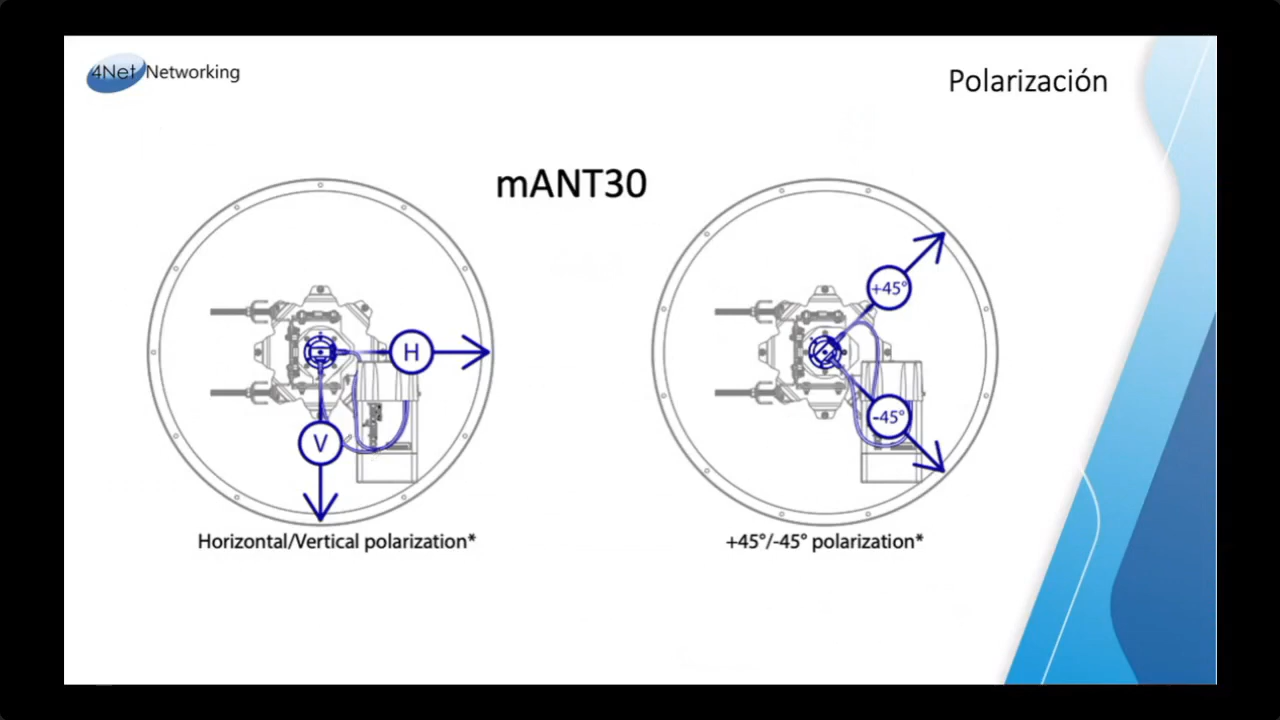 4Net Networking
Polarización
mANT30
H
V
+45°
-45°
Horizontal/Vertical polarization*
+45°/-45° polarization*